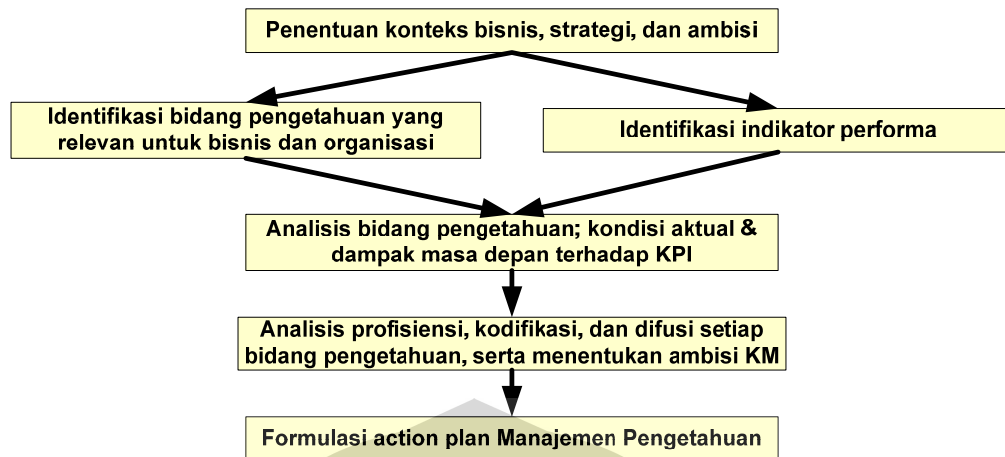 Penentuan konteks bisnis, strategi, dan ambisi
Identifikasi bidang pengetahuan yang
relevan untuk bisnis dan organisasi
Identifikasi indikator performa
Analisis bidang pengetahuan; kondisi aktual &
dampak masa depan terhadap KPI
Analisis profisiensi, kodifikasi, dan difusi setiap
bidang pengetahuan, serta menentukan ambisi KM
Formulasi action plan Manajemen Pengetahuan